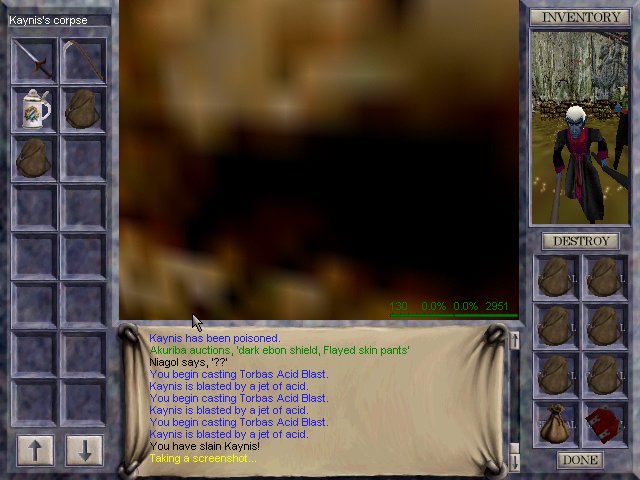 Kaynis's corpse
INVENTORY
DESTROY
130 0.0% 0.0% 2951
Kaynis has been poisoned.
Akuriba auctions, 'dark ebon shield, Flayed skin pants'
Niagol says, '??'
You begin casting Torbas Acid Blast.
Kaynis is blasted by a jet of acid.
You begin casting Torbas Acid Blast.
Kaynis is blasted by a jet of acid.
You begin casting Torbas Acid Blast.
Kaynis is blasted by a jet of acid.
You have slain Kaynis!
Taking a screenshot...
DONE